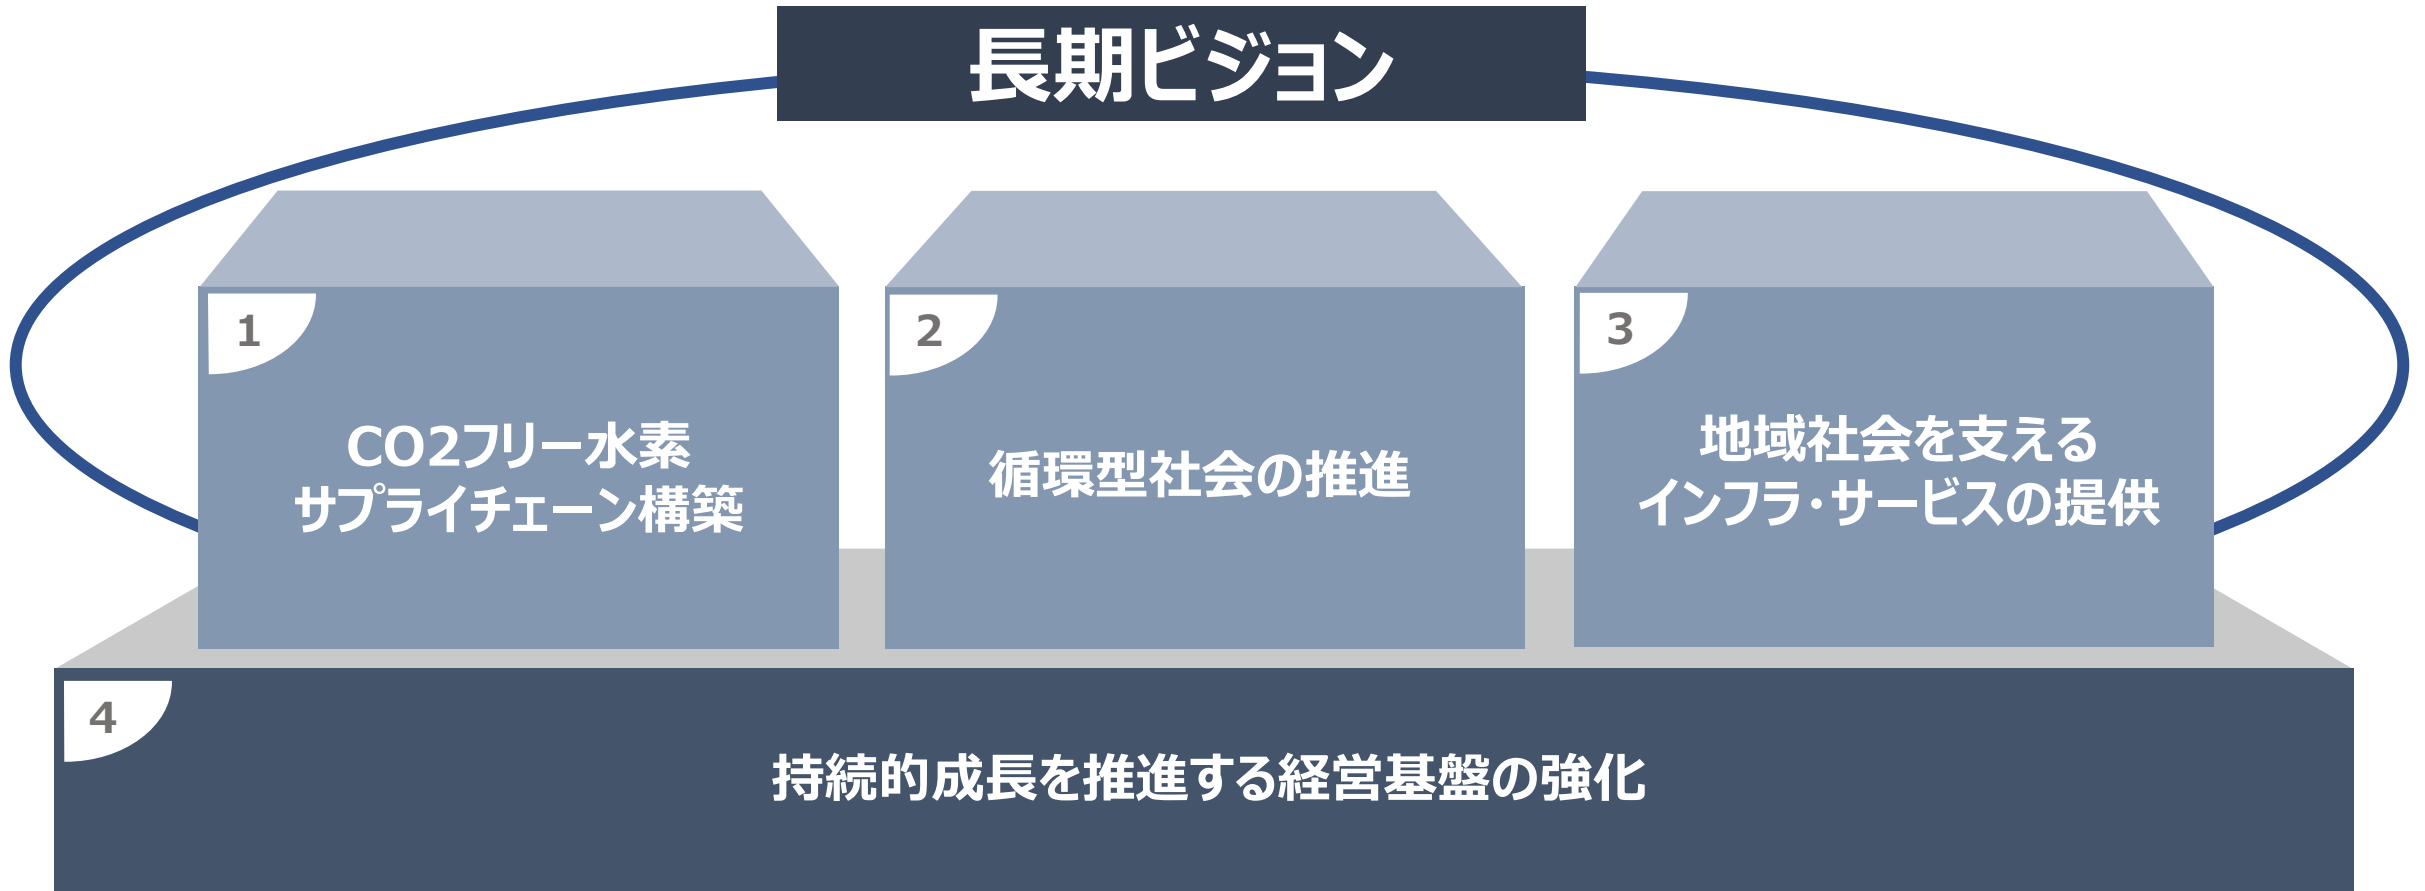 長期ビジョン
1
CO2フリー水素
サプライチェーン構築
2
循環型社会の推進
3
地域社会を支える
インフラ・サービスの提供
4
持続的成長を推進する経営基盤の強化